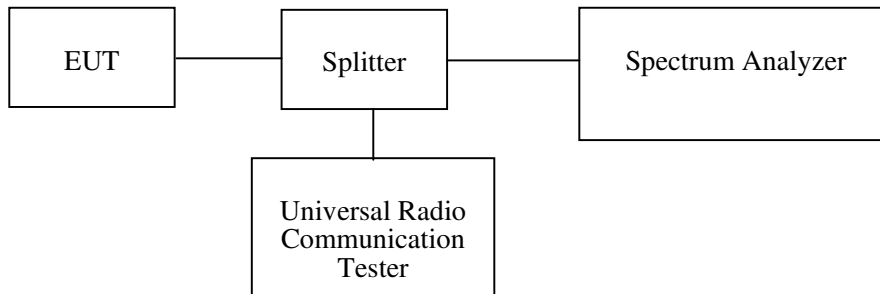 EUT
Splitter
Spectrum Analyzer
Universal Radio
Communication
Tester